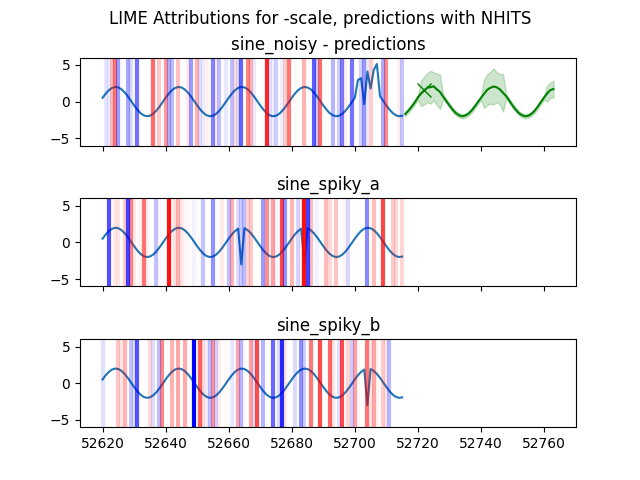 LIME Attributions for -scale, predictions with NHITS
sine_noisy - predictions
5
0
−5
sine_spiky_a
5
0
−5
sine_spiky_b
5
0
−5
52620 52640 52660 52680 52700 52720 52740 52760